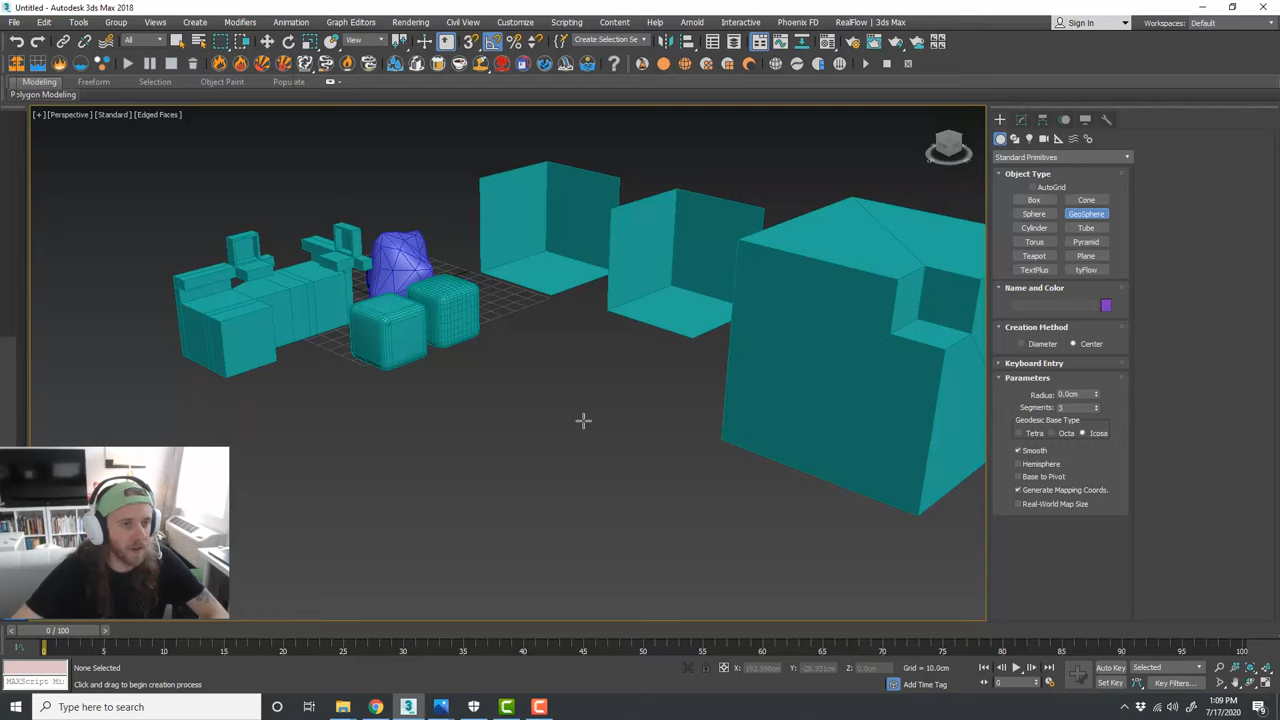 3 Untitled - Autodesk 3ds Max 2018
File Edit Tools Group Views Create Modifiers Animation Graph Editors Rendering Civil View Customize Scripting Content Help Arnold Interactive Phoenix FD RealFlow | 3ds Max Sign In Workspaces: Default
All View Create Selection Se
Modeling Freeform Selection Object Paint Populate
Polygon Modeling
[+] [Perspective] [Standard] [Edged Faces]
Standard Primitives
Object Type
AutoGrid
Box Cone
Sphere GeoSphere
Cylinder Tube
Torus Pyramid
Teapot Plane
TextPlus tyFlow
Name and Color
Creation Method
Diameter Center
Keyboard Entry
Parameters
Radius: 0.0cm
Segments: 3
Geodesic Base Type
Tetra Octa Icosa
Smooth
Hemisphere
Base to Pivot
Generate Mapping Coords.
Real-World Map Size
< 0 / 100 >
0 5 10 15 20 25 30 35 40 45 50 55 60 65 70 75 80 85 90 95 100
None Selected X: 192.598cm Y: -28.331cm Z: 0.0cm Grid = 10.0cm Auto Key Selected
MAXScript Mi Click and drag to begin creation process Add Time Tag 0 Set Key Key Filters...
Type here to search 1:09 PM
7/17/2020